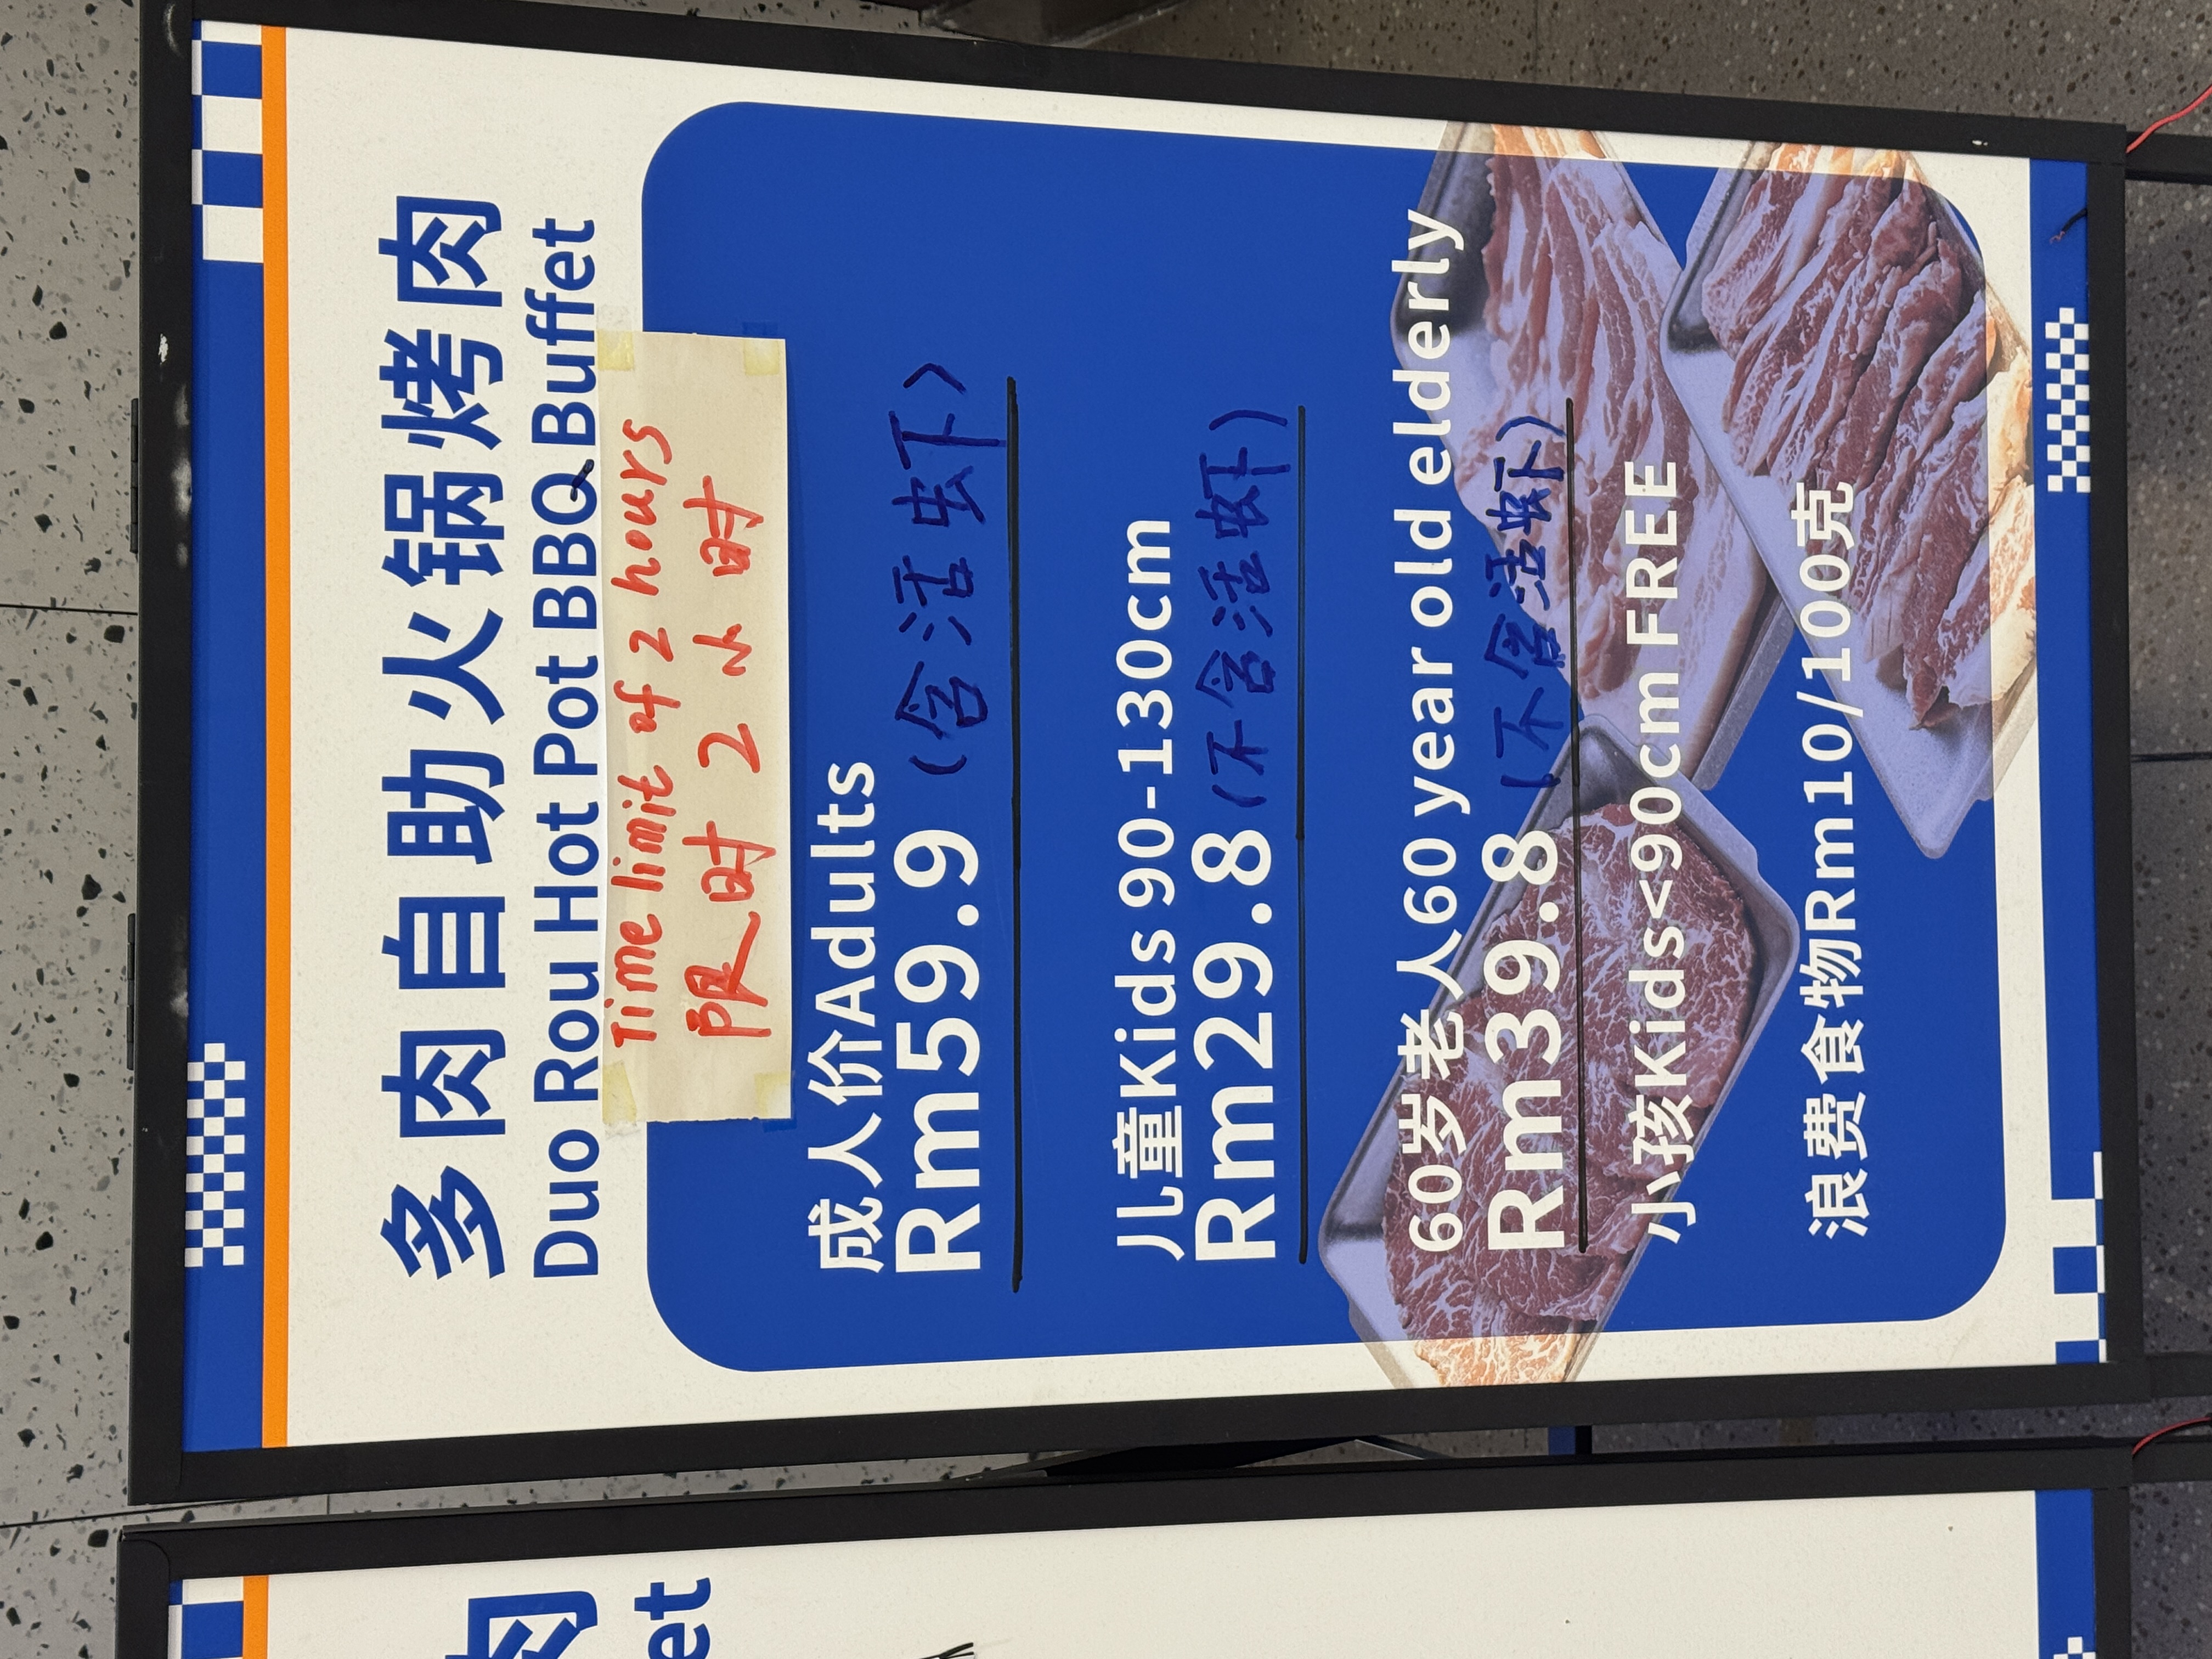 多肉自助火锅烤肉
Duo Rou Hot Pot BBQ Buffet
Time limit of 2 hours
限时2小时
成人价Adults
Rm59.9 (含活虾)
儿童Kids 90-130cm
Rm29.8 (不含活虾)
60岁老人60 year old elderly
Rm39.8 (不含活虾)
小孩Kids<90cm FREE
浪费食物Rm10/100克
肉
et